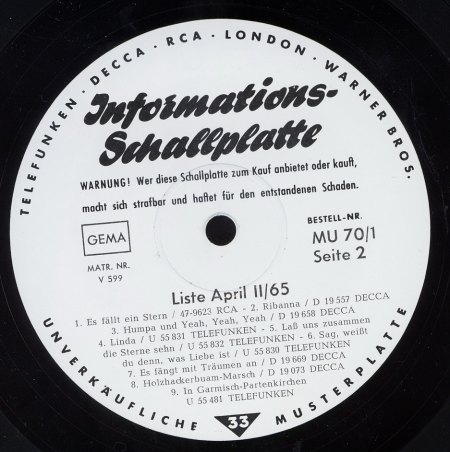 TELEFUNKEN · DECCA · RCA · LONDON · WARNER BROS.
Informations-
Schallplatte
WARNUNG! Wer diese Schallplatte zum Kauf anbietet oder kauft,
macht sich strafbar und haftet für den entstandenen Schaden.
GEMA
MATR. NR.
V 599
BESTELL-NR.
MU 70/1
Seite 2
Liste April II/65
1. Es fällt ein Stern / 47-9623 RCA - 2. Ribanna / D 19 557 DECCA
3. Humpa und Yeah, Yeah, Yeah / D 19 658 DECCA
4. Linda / U 55 831 TELEFUNKEN - 5. Laß uns zusammen
die Sterne sehn / U 55 832 TELEFUNKEN - 6. Sag, weißt
du denn, was Liebe ist / U 55 830 TELEFUNKEN
7. Es fängt mit Träumen an / D 19 669 DECCA
8. Holzhackerbuam-Marsch / D 19 073 DECCA
9. In Garmisch-Partenkirchen
U 55 481 TELEFUNKEN
UNVERKÄUFLICHE 33 MUSTERPLATTE